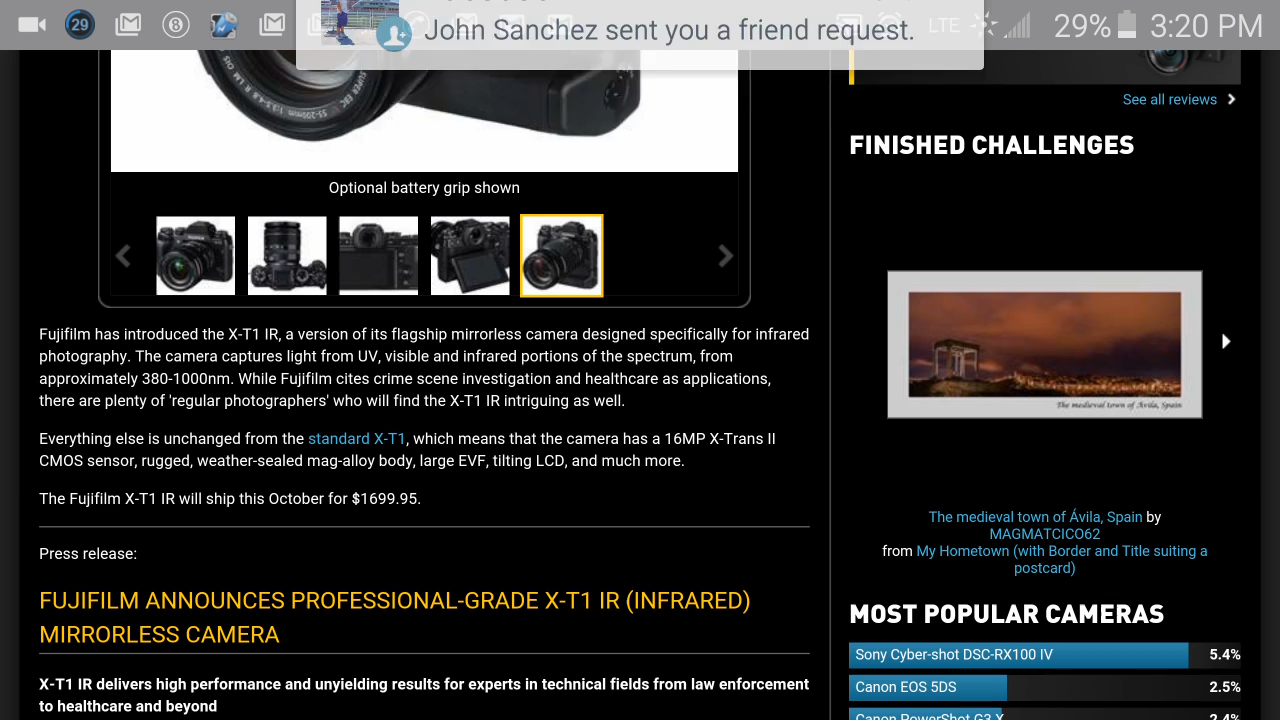 29
8
LTE
29%
3:20 PM
John Sanchez sent you a friend request.
See all reviews
Optional battery grip shown
Fujifilm has introduced the X-T1 IR, a version of its flagship mirrorless camera designed specifically for infrared
photography. The camera captures light from UV, visible and infrared portions of the spectrum, from
approximately 380-1000nm. While Fujifilm cites crime scene investigation and healthcare as applications,
there are plenty of 'regular photographers' who will find the X-T1 IR intriguing as well.
Everything else is unchanged from the standard X-T1, which means that the camera has a 16MP X-Trans II
CMOS sensor, rugged, weather-sealed mag-alloy body, large EVF, tilting LCD, and much more.
The Fujifilm X-T1 IR will ship this October for $1699.95.
Press release:
FUJIFILM ANNOUNCES PROFESSIONAL-GRADE X-T1 IR (INFRARED)
MIRRORLESS CAMERA
X-T1 IR delivers high performance and unyielding results for experts in technical fields from law enforcement
to healthcare and beyond
FINISHED CHALLENGES
The medieval town of Ávila, Spain
The medieval town of Ávila, Spain by
MAGMATCICO62
from My Hometown (with Border and Title suiting a
postcard)
MOST POPULAR CAMERAS
Sony Cyber-shot DSC-RX100 IV 5.4%
Canon EOS 5DS 2.5%
Canon PowerShot G3 X 2.4%